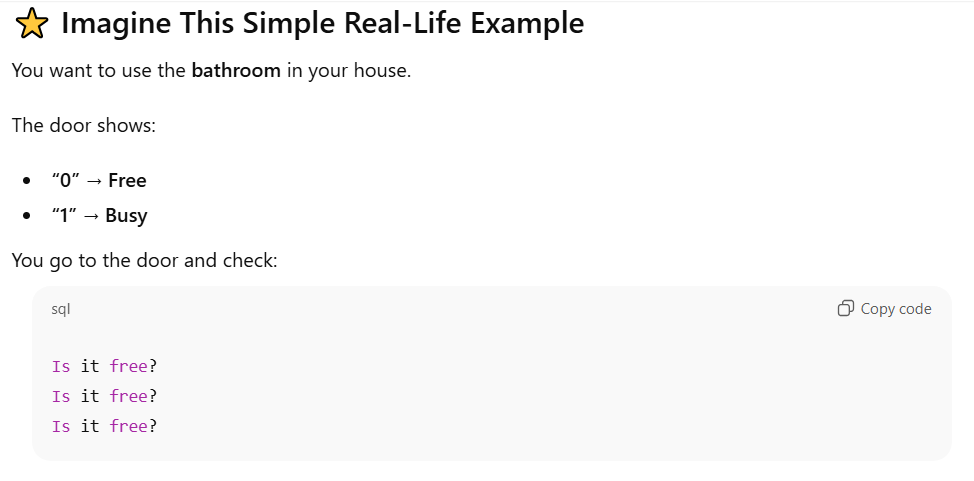 ⭐ Imagine This Simple Real-Life Example
You want to use the bathroom in your house.
The door shows:
• “0” → Free
• “1” → Busy
You go to the door and check:
sql
Copy code
Is it free?
Is it free?
Is it free?